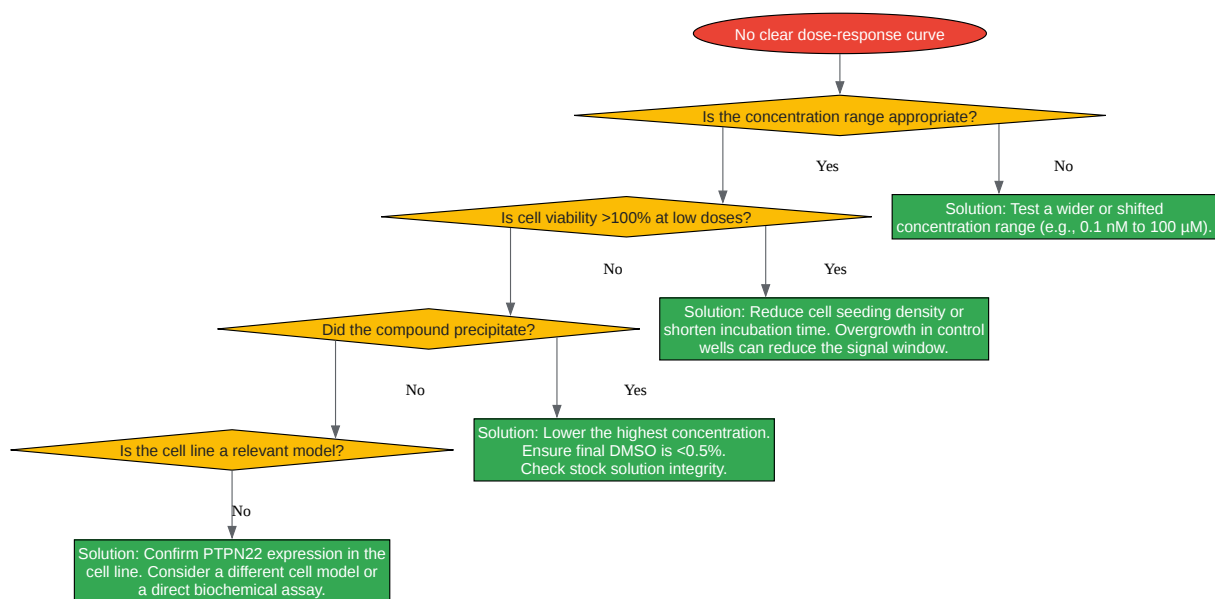 No clear dose-response curve
Is the concentration range appropriate?
Yes
No
Is cell viability >100% at low doses?
Solution: Test a wider or shifted
concentration range (e.g., 0.1 nM to 100 µM).
No
Yes
Did the compound precipitate?
Solution: Reduce cell seeding density or
shorten incubation time. Overgrowth in control
wells can reduce the signal window.
No
Yes
Is the cell line a relevant model?
Solution: Lower the highest concentration.
Ensure final DMSO is <0.5%.
Check stock solution integrity.
No
Solution: Confirm PTPN22 expression in the
cell line. Consider a different cell model or
a direct biochemical assay.